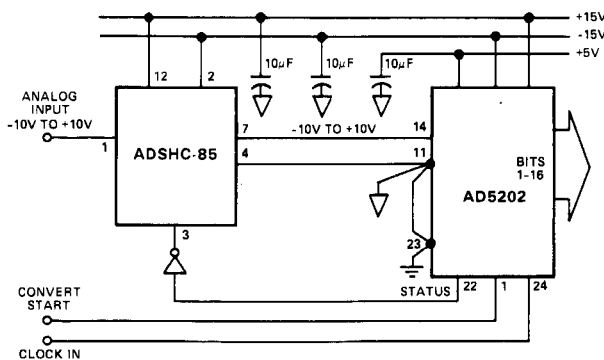 +15V
-15V
+5V
10μF
10μF
10μF
12
2
ANALOG
INPUT
-10V TO +10V
1
ADSHC-85
7
-10V TO +10V
14
4
11
BITS
1-16
AD5202
3
23
STATUS
22
1
24
CONVERT
START
CLOCK IN